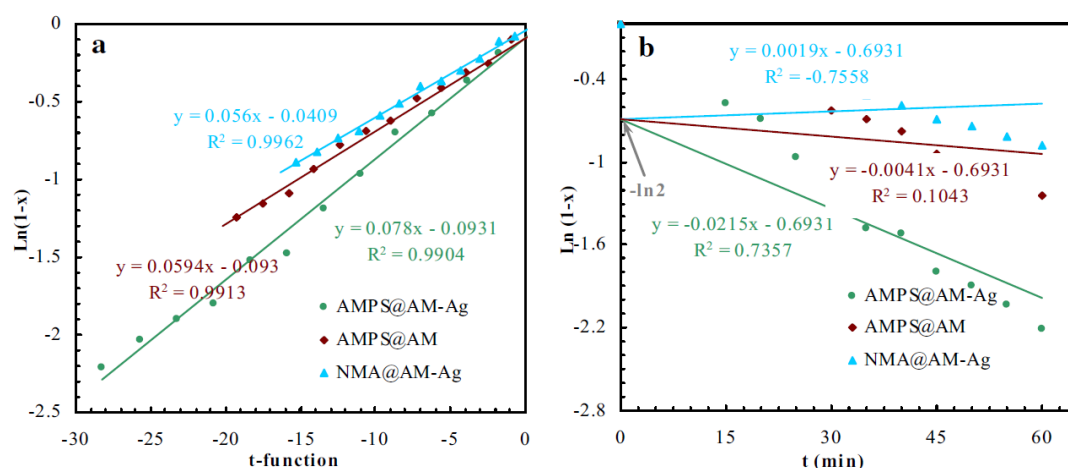 a
0
-0.5
-1
-1.5
-2
-2.5
Ln(1-x)
-30
-25
-20
-15
-10
-5
0
t-function
y = 0.056x - 0.0409
R² = 0.9962
y = 0.078x - 0.0931
R² = 0.9904
y = 0.0594x - 0.093
R² = 0.9913
AMPS@AM-Ag
AMPS@AM
NMA@AM-Ag
b
-0.4
-1
-1.6
-2.2
-2.8
Ln (1-x)
0
15
30
45
60
t (min)
y = 0.0019x - 0.6931
R² = -0.7558
-ln2
y = -0.0041x - 0.6931
R² = 0.1043
y = -0.0215x - 0.6931
R² = 0.7357
AMPS@AM-Ag
AMPS@AM
NMA@AM-Ag